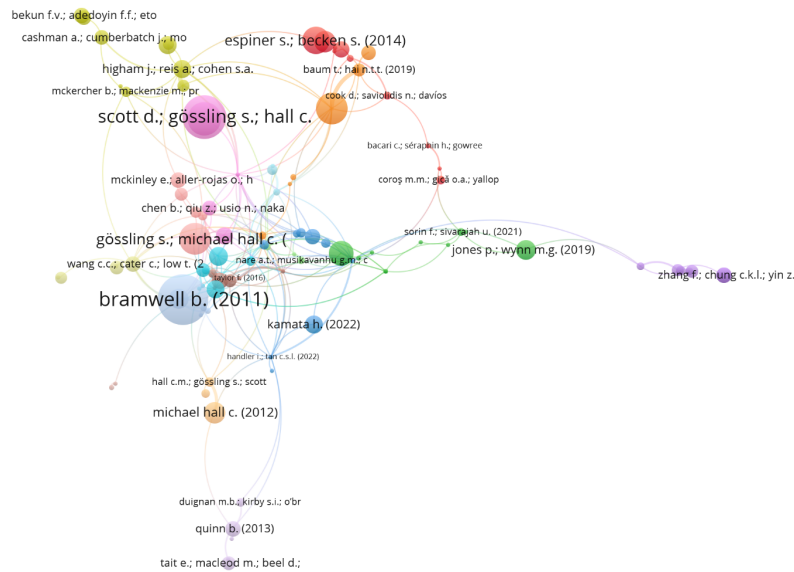 bekun f.v.; adedoyin f.f.; eto
cashman a.; cumberbatch j.; mo
espiner s.; becken s. (2014)
higham j.; reis a.; cohen s.a.
baum t.; hai n.t.t. (2019)
mckercher b.; mackenzie m.; pr
cook d.; saviolidis n.; davíos
scott d.; gössling s.; hall c.
bacari c.; séraphin h.; gowree
mckinley e.; aller-rojas o.; h
coroș m.m.; gică o.a.; yallop
chen b.; qiu z.; usio n.; naka
sorin f.; sivarajah u. (2021)
gössling s.; michael hall c. (
jones p.; wynn m.g. (2019)
wang c.c.; cater c.; low t. (2
nare a.t.; musikavanhu g.m.; c
zhang f.; chung c.k.l.; yin z.
taylor f. (2016)
bramwell b. (2011)
kamata h. (2022)
handler i.; tan c.s.l. (2022)
hall c.m.; gössling s.; scott
michael hall c. (2012)
duignan m.b.; kirby s.i.; o'br
quinn b. (2013)
tait e.; macleod m.; beel d.;